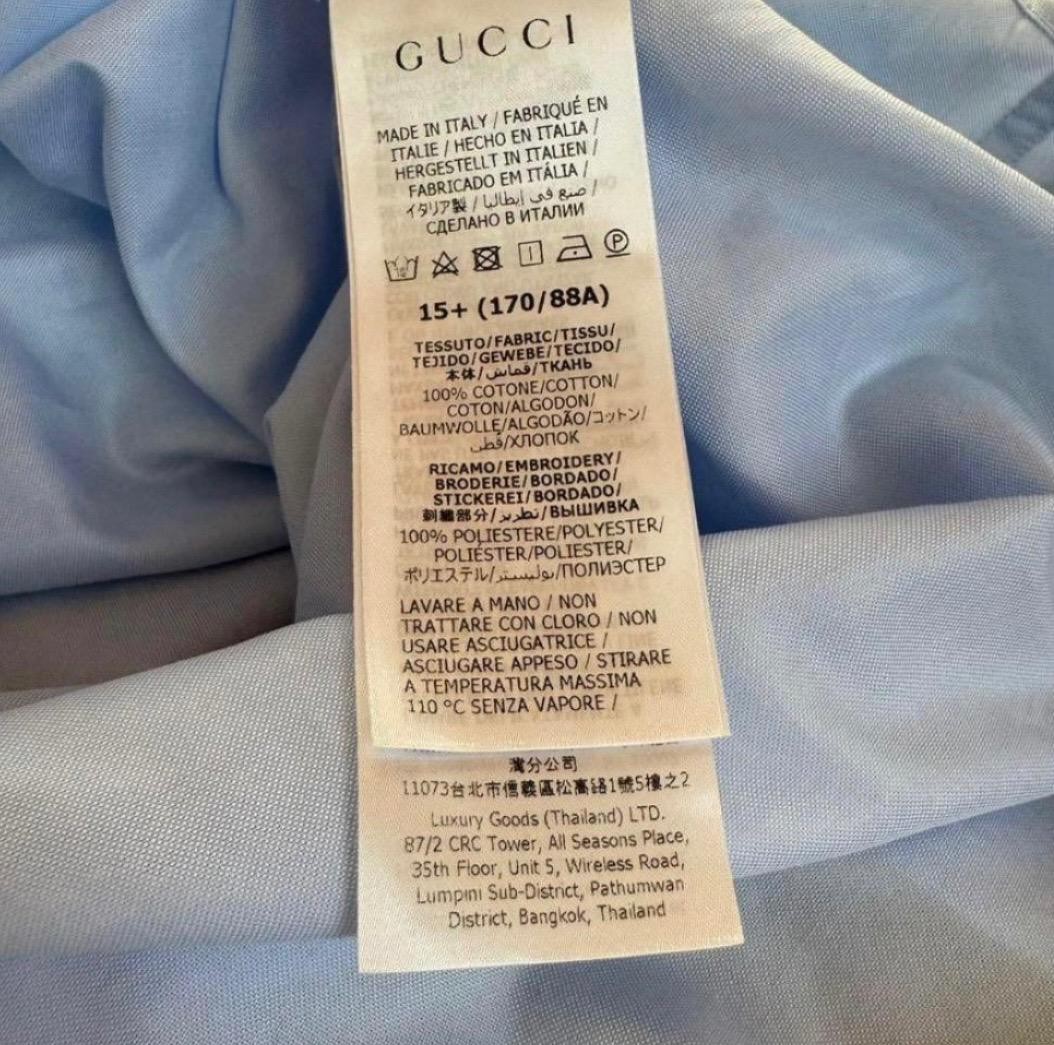 GUCCI
MADE IN ITALY / FABRIQUÉ EN
ITALIE / HECHO EN ITALIA /
HERGESTELLT IN ITALIEN /
FABRICADO EM ITÁLIA /
イタリア製 / صنع في إيطاليا /
СДЕЛАНО В ИТАЛИИ
P
15+ (170/88A)
TESSUTO/FABRIC/TISSU/
TEJIDO/GEWEBE/TECIDO/
本体/قماش/ТКАНЬ
100% COTONE/COTTON/
COTON/ALGODON/
BAUMWOLLE/ALGODÃO/コットン/
قطن/ХЛОПОК
RICAMO/EMBROIDERY/
BRODERIE/BORDADO/
STICKEREI/BORDADO/
刺繍部分/تطريز/ВЫШИВКА
100% POLIESTERE/POLYESTER/
POLIÉSTER/POLIESTER/
ポリエステル/بوليستر/ПОЛИЭСТЕР
LAVARE A MANO / NON
TRATTARE CON CLORO / NON
USARE ASCIUGATRICE /
ASCIUGARE APPESO / STIRARE
A TEMPERATURA MASSIMA
110 °C SENZA VAPORE /
灣分公司
11073台北市信義區松高路1號5樓之2
Luxury Goods (Thailand) LTD.
87/2 CRC Tower, All Seasons Place,
35th Floor, Unit 5, Wireless Road,
Lumpini Sub-District, Pathumwan
District, Bangkok, Thailand